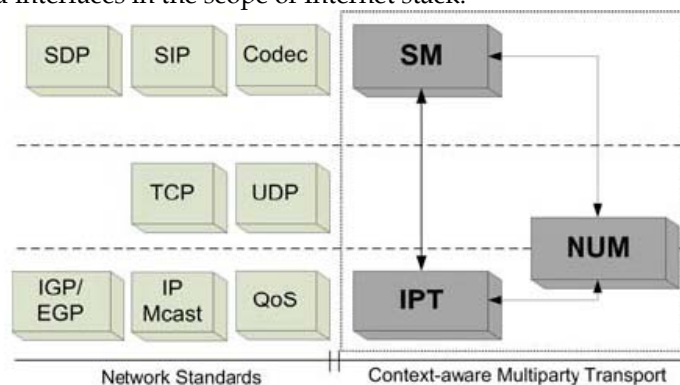 interfaces in the scope of Internet stack.
SDP SIP Codec SM
TCP UDP
NUM
IGP/ EGP IP Mcast QoS IPT
Network Standards Context-aware Multiparty Transport